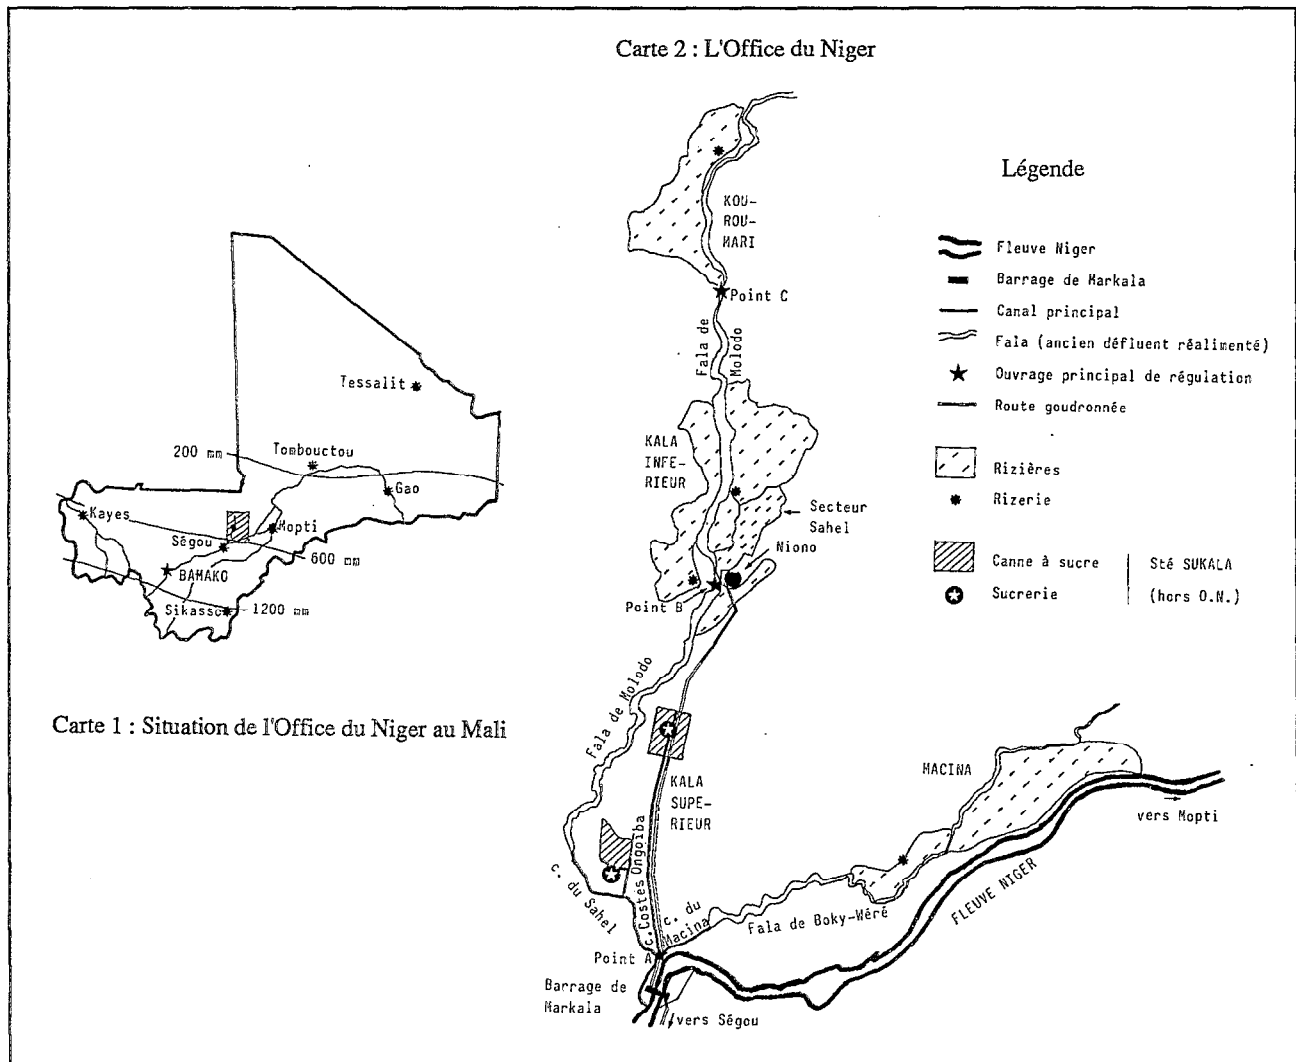 Carte 2 : L'Office du Niger
Légende
Fleuve Niger
Barrage de Markala
Canal principal
Fala (ancien défluent réalimenté)
Ouvrage principal de régulation
Route goudronnée
Rizières
Rizerie
Canne à sucre
Sucrerie
Sté SUKALA
(hors O.N.)
KOU-
ROU-
MARI
Point C
Fala de
Molodo
KALA
INFE-
RIEUR
Secteur
Sahel
Niono
Point B
Fala de Molodo
KALA
SUPE-
RIEUR
c. du Sahel
c. Costes Ongoïba
c. du
Macina
Point A
Barrage de
Markala
vers Ségou
Fala de Boky-Wéré
MACINA
FLEUVE NIGER
vers Mopti
Tessalit
Tombouctou
200 mm
Gao
Kayes
Mopti
Ségou
600 mm
BAMAKO
1200 mm
Sikasso
Carte 1 : Situation de l'Office du Niger au Mali